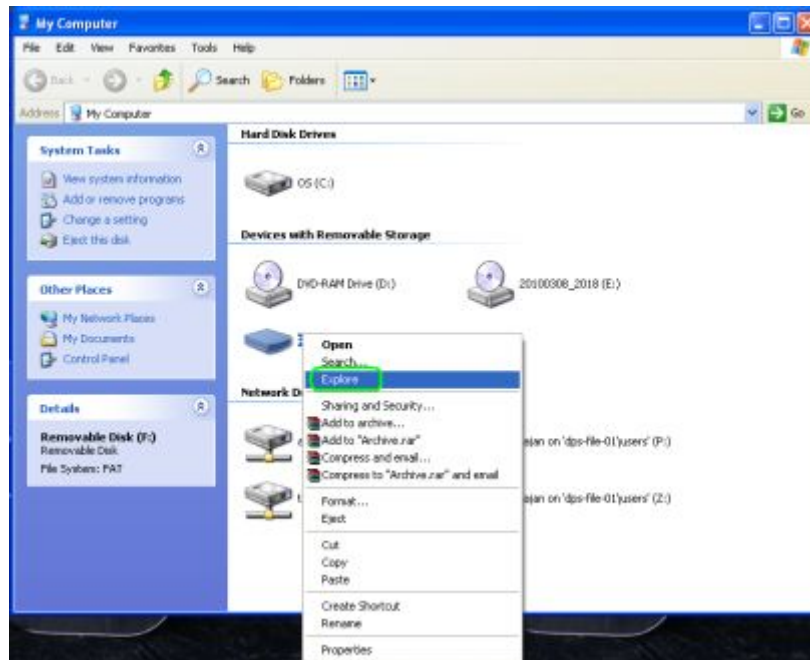 My Computer
File Edit View Favorites Tools Help
Back Search Folders
Address My Computer Go
System Tasks
View system information
Add or remove programs
Change a setting
Eject this disk
Other Places
My Network Places
My Documents
Control Panel
Details
Removable Disk (F:)
Removable Disk
File System: FAT
Hard Disk Drives
OS (C:)
Devices with Removable Storage
DVD-RAM Drive (D:) 20100308_2018 (E:)
Network D
ajan on 'dps-file-01\users' (P:)
ajan on 'dps-file-01\users' (Z:)
Open
Search...
Explore
Sharing and Security...
Add to archive...
Add to "Archive.rar"
Compress and email...
Compress to "Archive.rar" and email
Format...
Eject
Cut
Copy
Paste
Create Shortcut
Rename
Properties